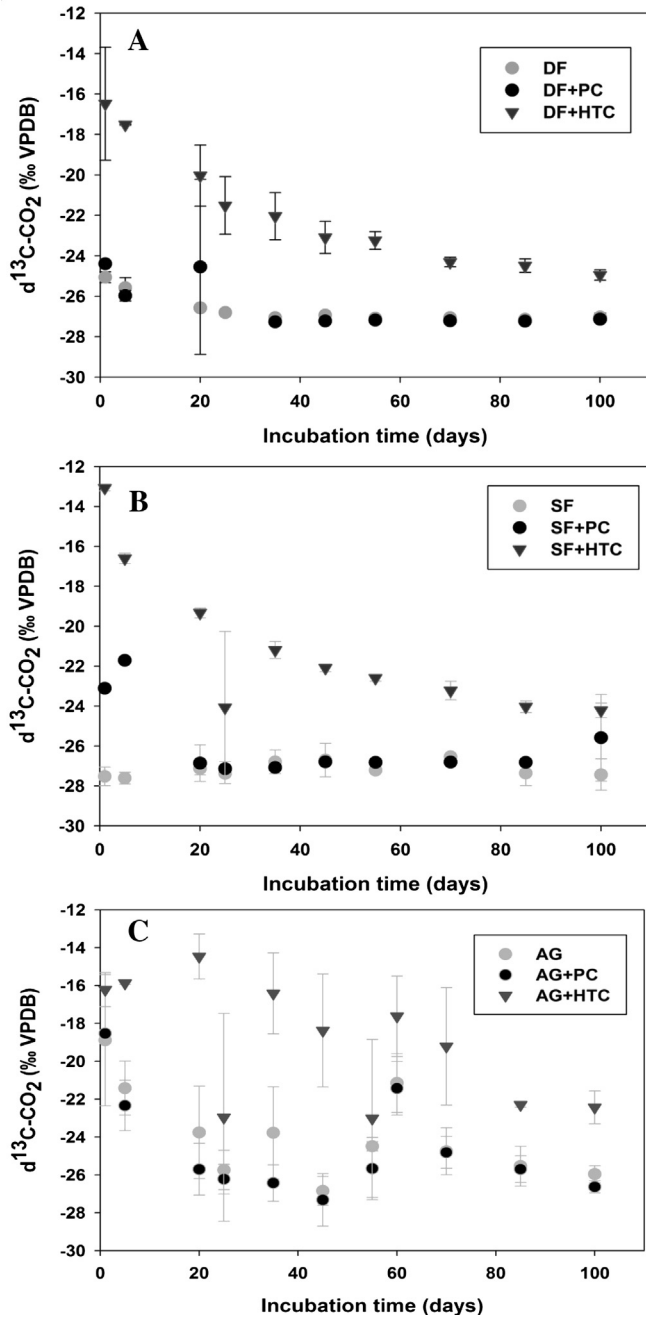 A
DF
DF+PC
DF+HTC
-12
-14
-16
-18
-20
-22
-24
-26
-28
-30
d¹³C-CO₂ (‰ VPDB)
0 20 40 60 80 100
Incubation time (days)
B
SF
SF+PC
SF+HTC
-12
-14
-16
-18
-20
-22
-24
-26
-28
-30
d¹³C-CO₂ (‰ VPDB)
0 20 40 60 80 100
Incubation time (days)
C
AG
AG+PC
AG+HTC
-12
-14
-16
-18
-20
-22
-24
-26
-28
-30
d¹³C-CO₂ (‰ VPDB)
0 20 40 60 80 100
Incubation time (days)